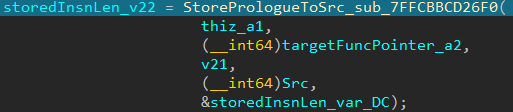 storedInsnLen_v22 = StorePrologueToSrc_sub_7FFCBBCD26F0(
thiz_a1,
(__int64)targetFuncPointer_a2,
v21,
(__int64)Src,
&storedInsnLen_var_DC);